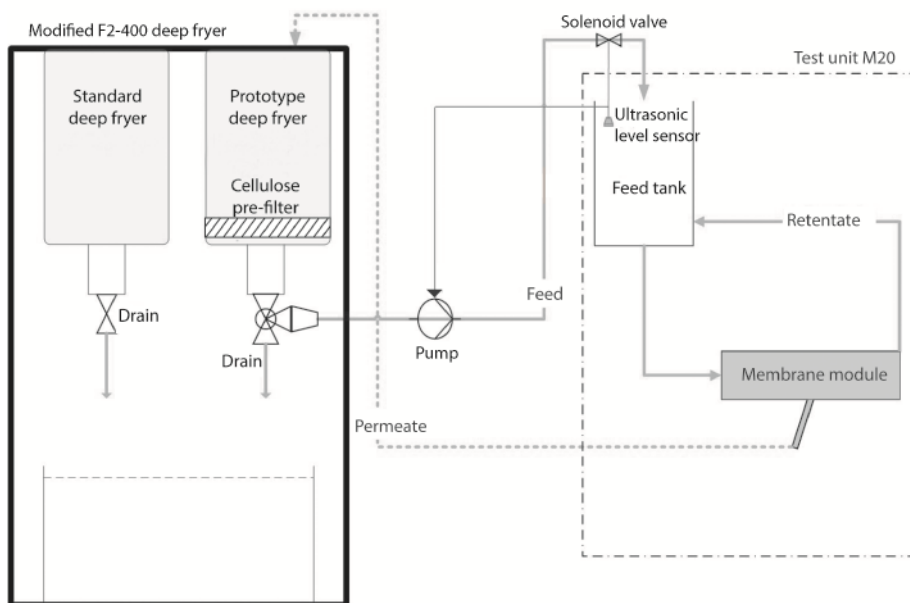 Modified F2-400 deep fryer
Solenoid valve
Test unit M20
Standard
deep fryer
Prototype
deep fryer
Ultrasonic
level sensor
Cellulose
pre-filter
Feed tank
Retentate
Feed
Drain
Drain
Pump
Membrane module
Permeate